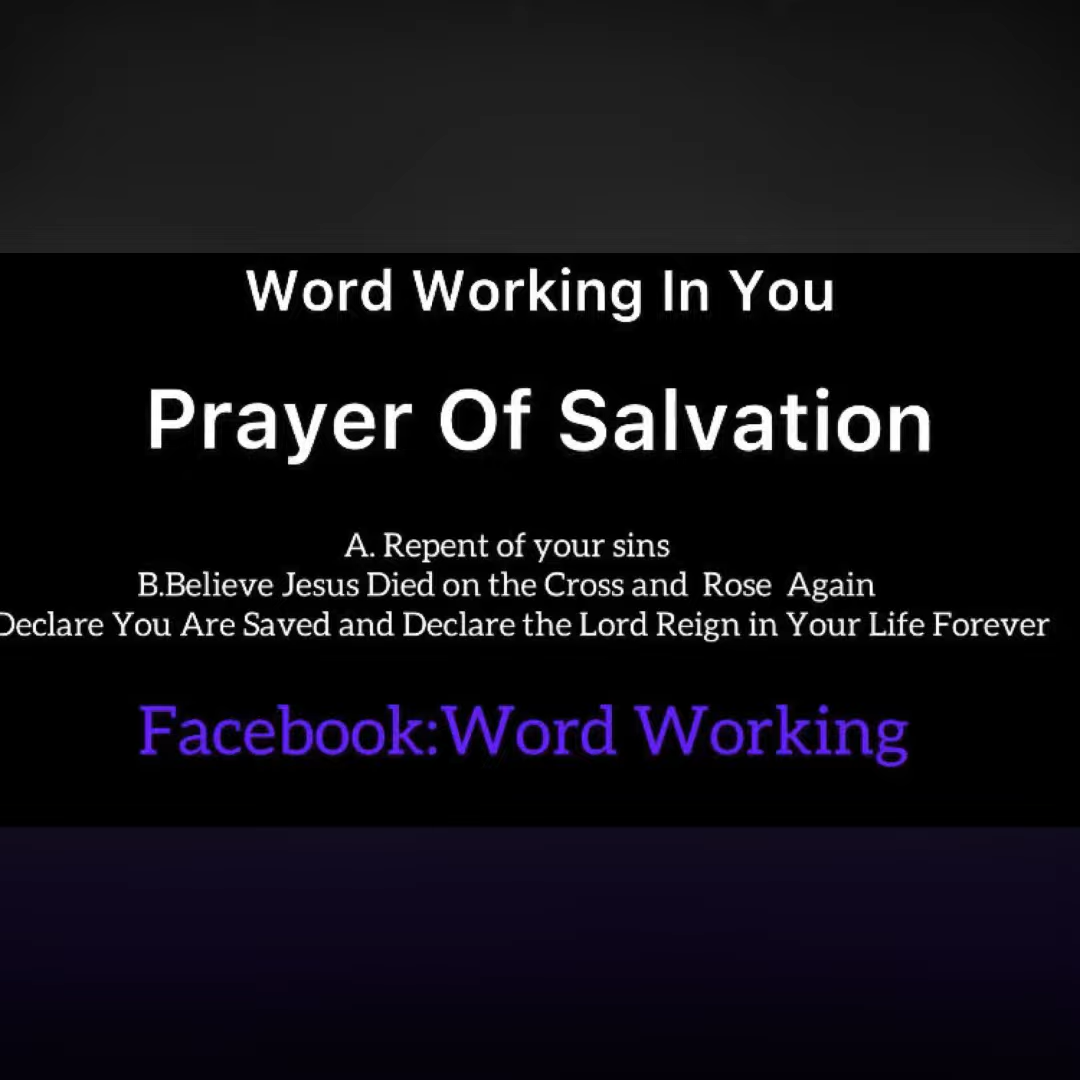 Word Working In You
Prayer Of Salvation
A. Repent of your sins
B.Believe Jesus Died on the Cross and Rose Again
Declare You Are Saved and Declare the Lord Reign in Your Life Forever
Facebook:Word Working